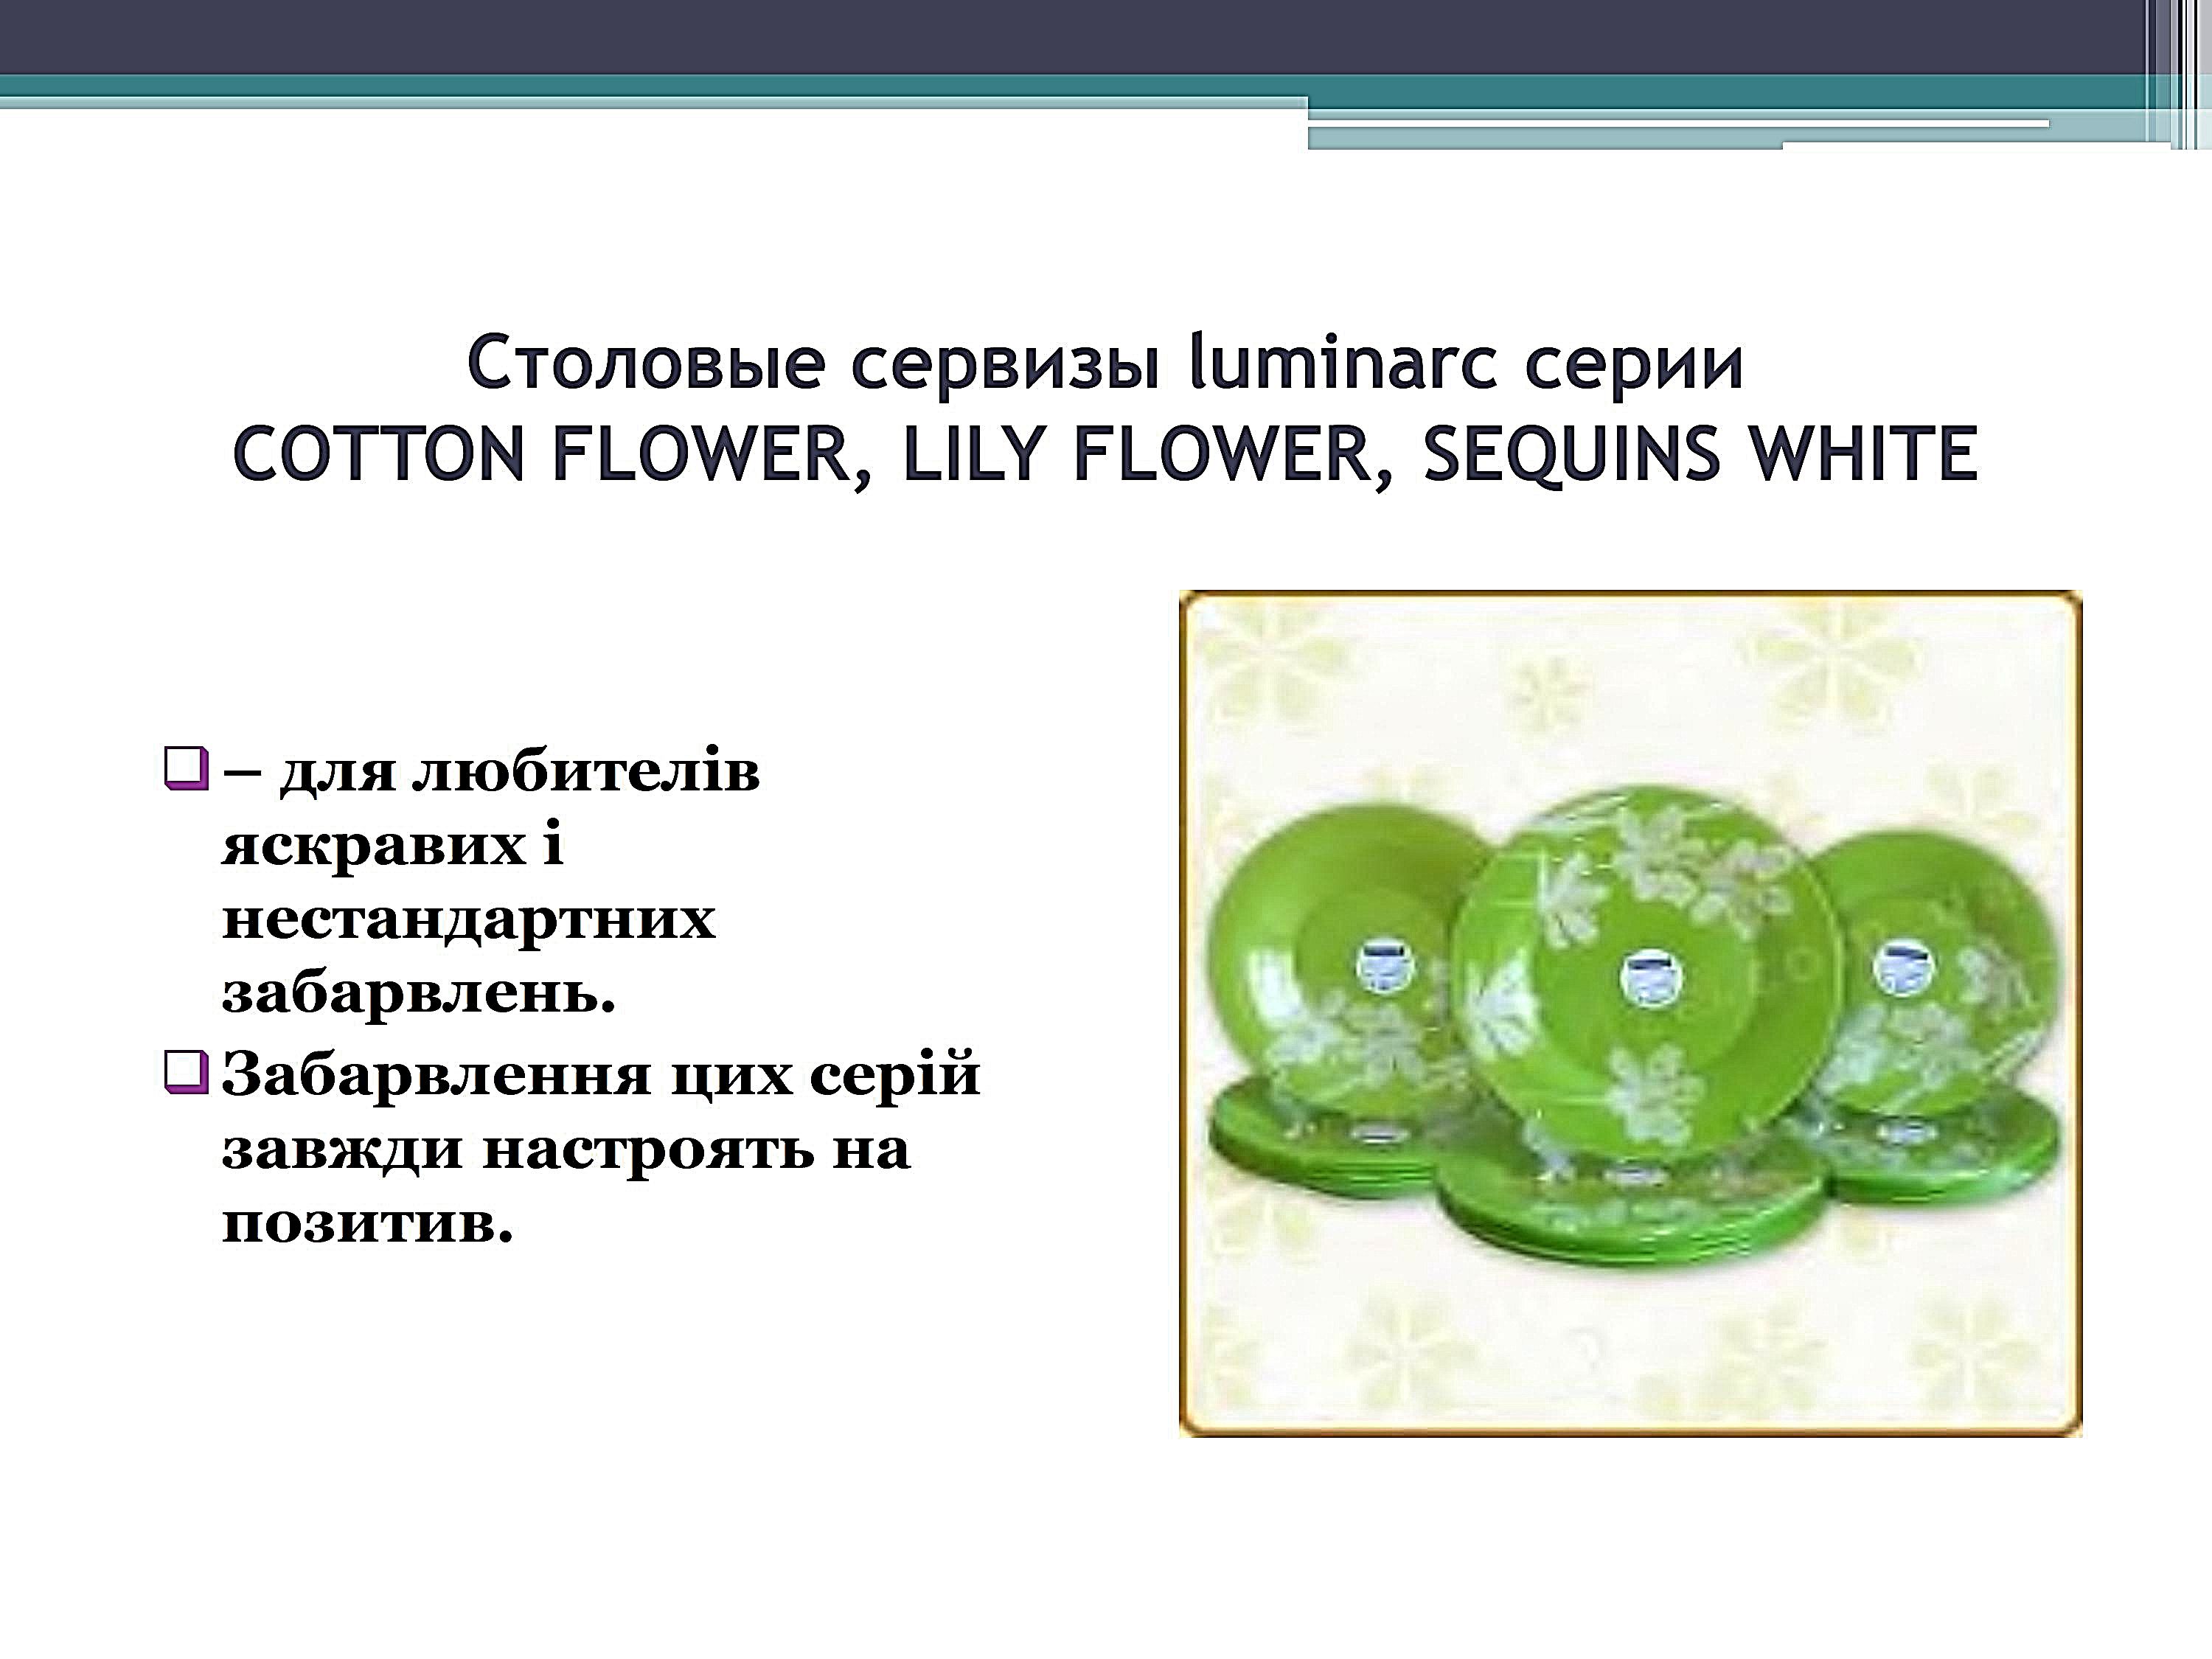 Столовые сервизы luminarc серии
COTTON FLOWER, LILY FLOWER, SEQUINS WHITE
– для любителів
яскравих і
нестандартних
забарвлень.
Забарвлення цих серій
завжди настроять на
позитив.